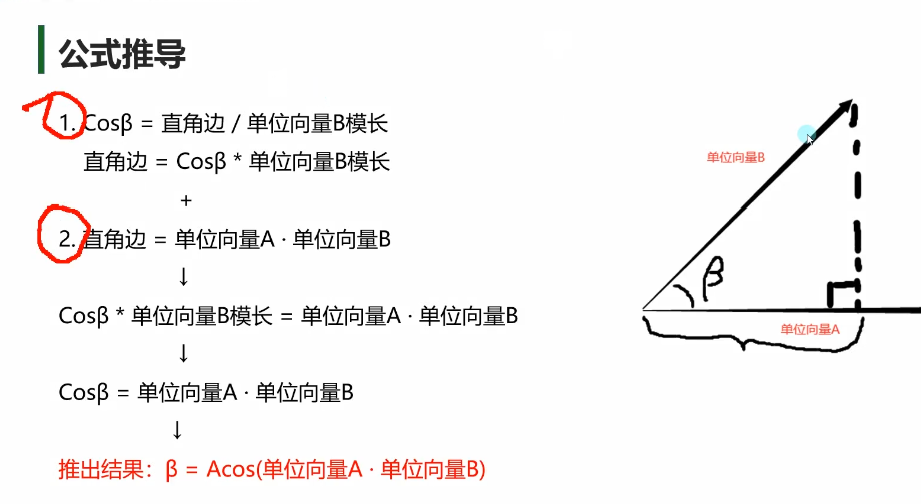 公式推导
1. Cosβ = 直角边 / 单位向量B模长
直角边 = Cosβ * 单位向量B模长
+
2. 直角边 = 单位向量A · 单位向量B
↓
Cosβ * 单位向量B模长 = 单位向量A · 单位向量B
↓
Cosβ = 单位向量A · 单位向量B
↓
推出结果：β = Acos(单位向量A · 单位向量B)
单位向量B
β
单位向量A